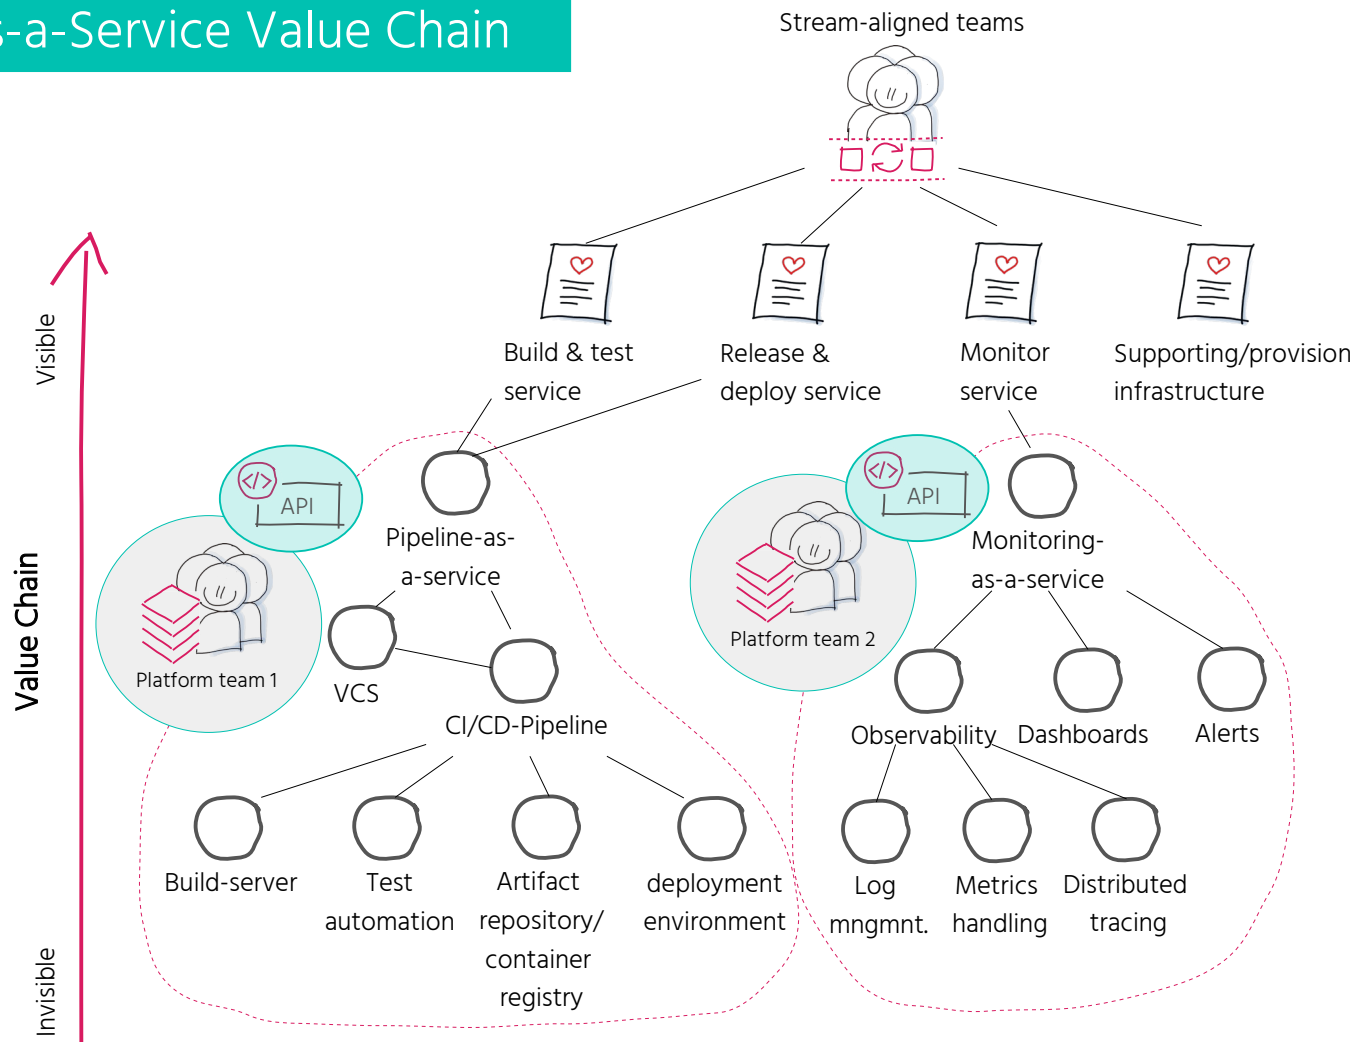 s-a-Service Value Chain
Stream-aligned teams
Visible
Build & test
service
Release &
deploy service
Monitor
service
Supporting/provision
infrastructure
</>
API
Pipeline-as-
a-service
</>
API
Monitoring-
as-a-service
Value Chain
Platform team 1
VCS
CI/CD-Pipeline
Platform team 2
Observability
Dashboards
Alerts
Build-server
Test
automation
Artifact
repository/
container
registry
deployment
environment
Log
mngmnt.
Metrics
handling
Distributed
tracing
Invisible